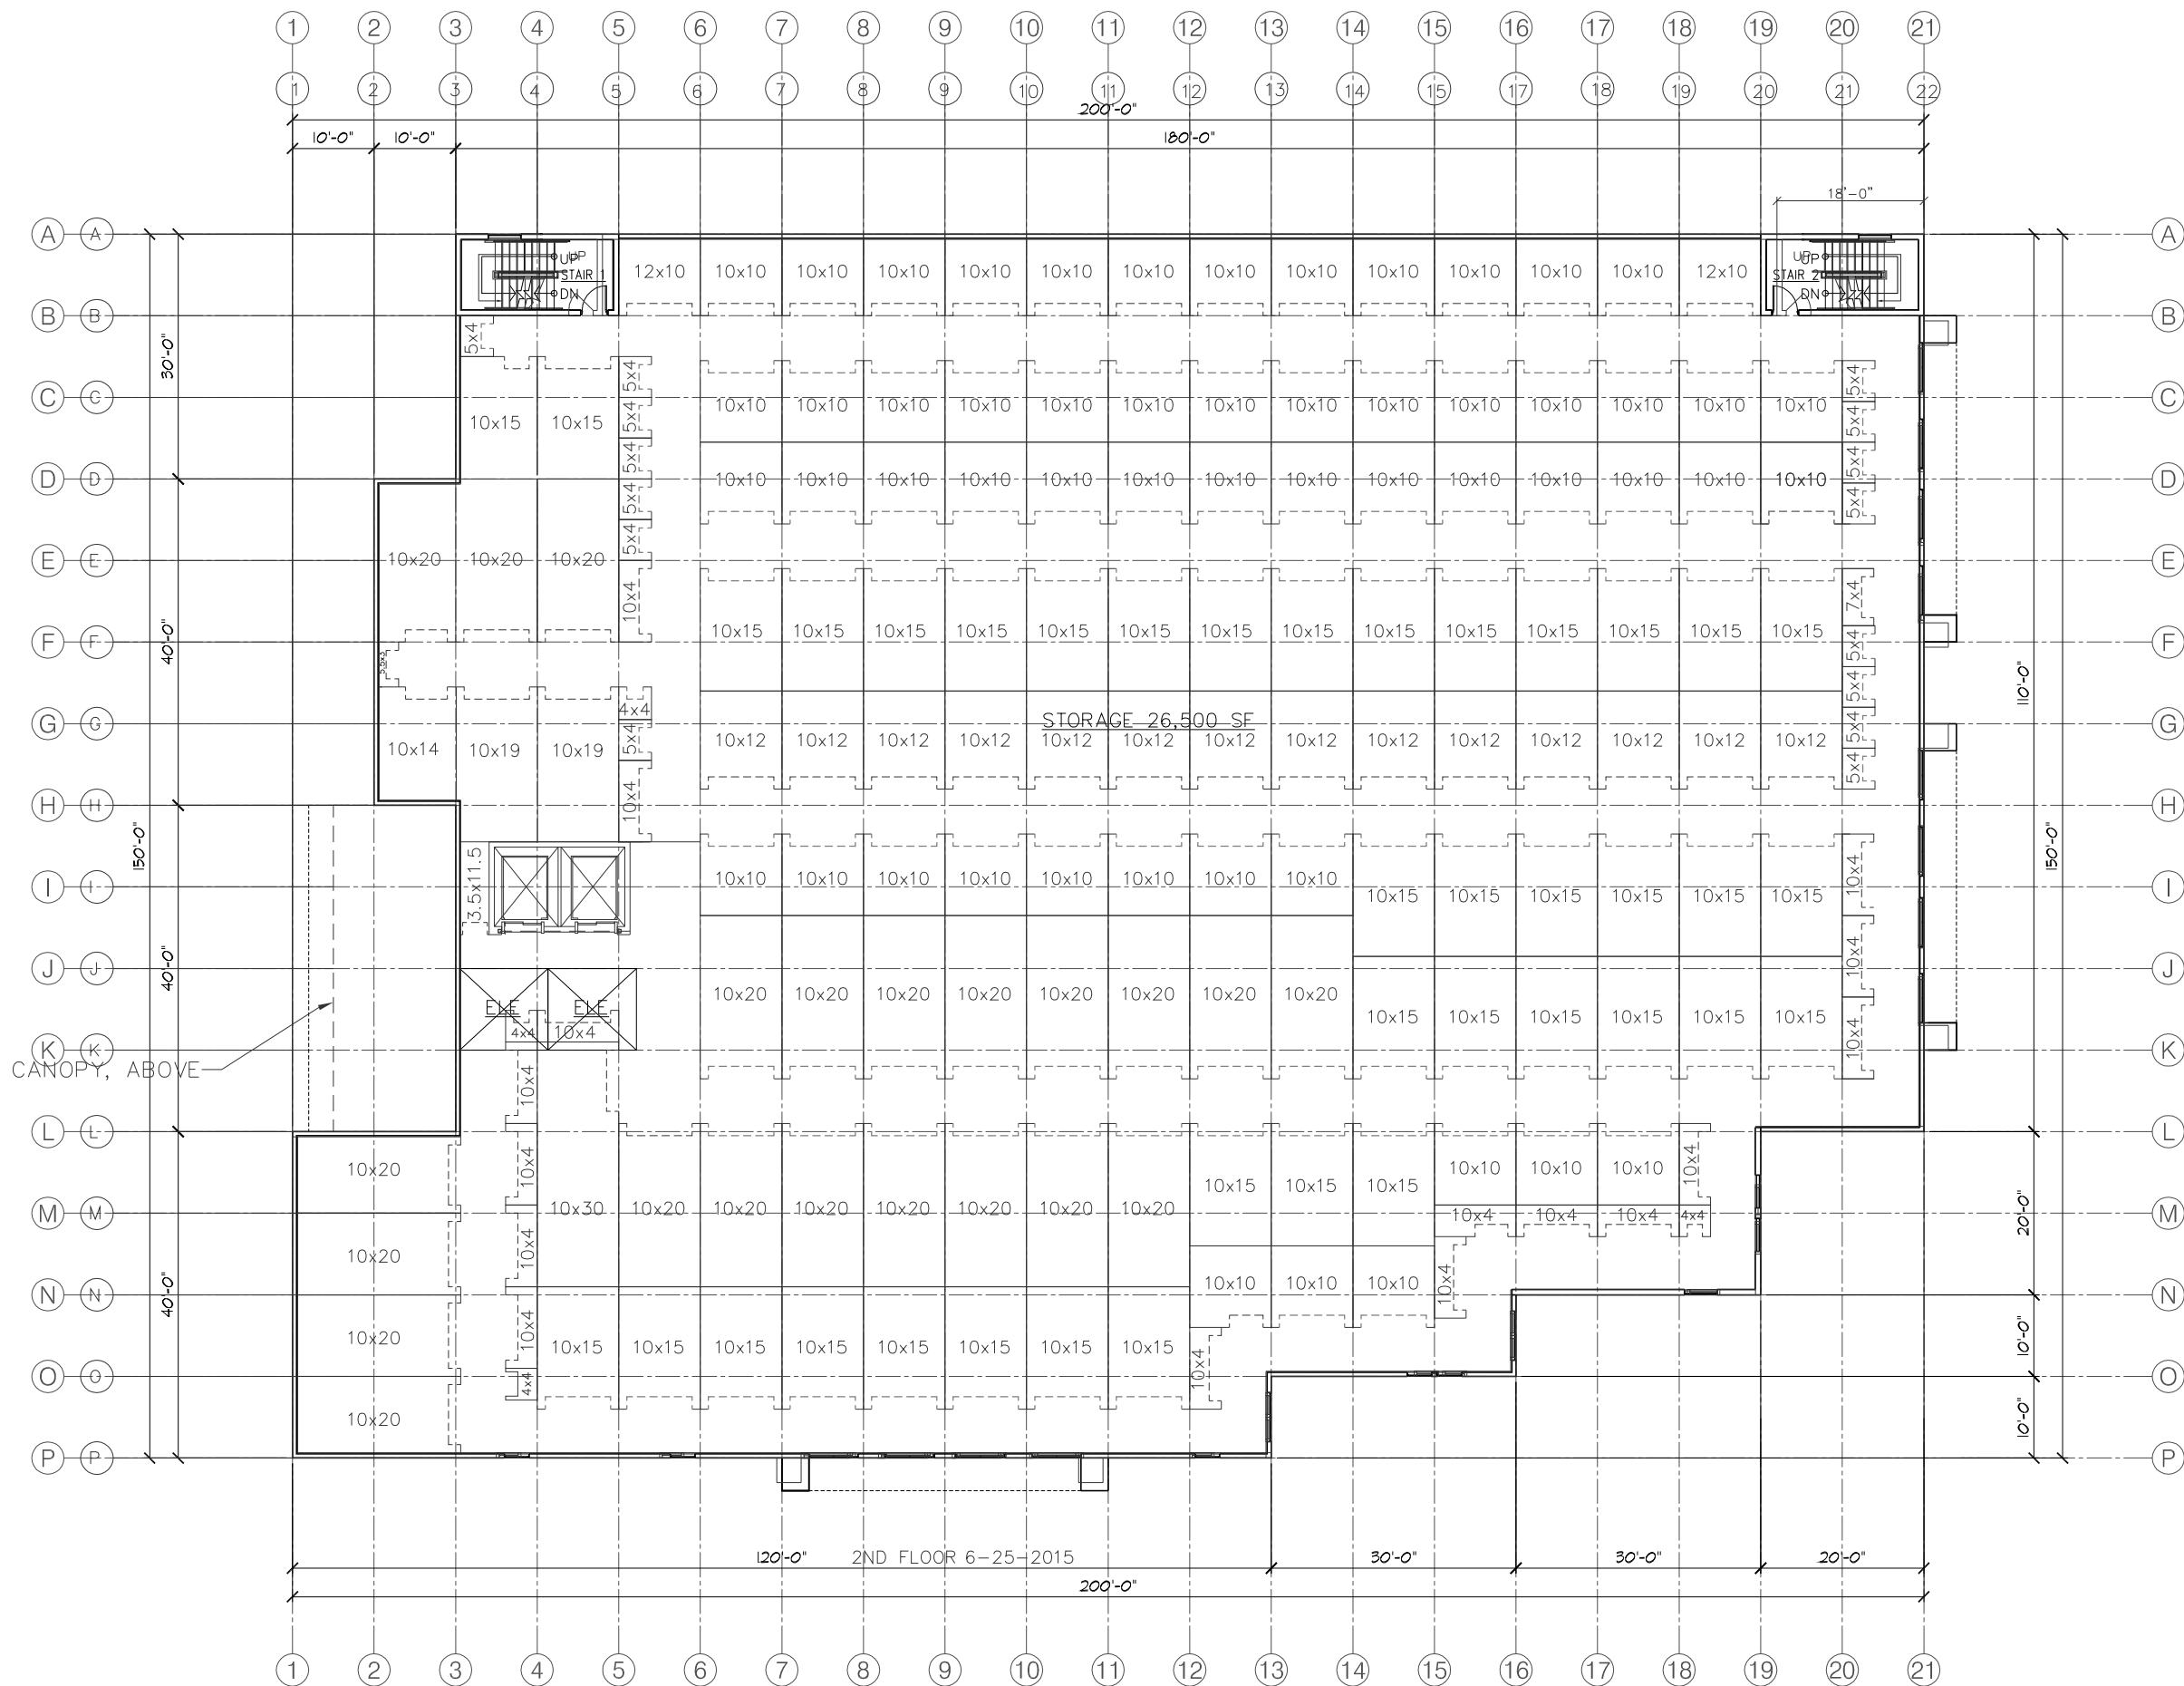 1 2 3 4 5 6 7 8 9 10 11 12 13 14 15 16 17 18 19 20 21
1 2 3 4 5 6 7 8 9 10 11 12 13 14 15 17 18 19 20 21 22
200'-0"
10'-0" 10'-0" 180'-0"
18'-0"
A A A
UP UP UP UP
STAIR 1 12x10 10x10 10x10 10x10 10x10 10x10 10x10 10x10 10x10 10x10 10x10 10x10 10x10 12x10 STAIR 2
DN DN
B B B
5x4
30'-0"
5x4 5x4
C C C
10x10 10x10 10x10 10x10 10x10 10x10 10x10 10x10 10x10 10x10 10x10 10x10 10x10 10x10
10x15 10x15 5x4 5x4
5x4 5x4
D D D
10x10 10x10 10x10 10x10 10x10 10x10 10x10 10x10 10x10 10x10 10x10 10x10 10x10 10x10
5x4 5x4
5x4
E E E
10x20 10x20 10x20
10x4 7x4
10x15 10x15 10x15 10x15 10x15 10x15 10x15 10x15 10x15 10x15 10x15 10x15 10x15 10x15
F F F
40'-0" 5x4
5.5x3 5x4
110'-0"
4x4
G G STORAGE 26,500 SF G
10x14 10x19 10x19 5x4 5x4
10x12 10x12 10x12 10x12 10x12 10x12 10x12 10x12 10x12 10x12 10x12 10x12 10x12 10x12
10x4 5x4
H H H
150'-0" 150'-0"
3.5x11.5
10x10 10x10 10x10 10x10 10x10 10x10 10x10 10x10
I I I
10x15 10x15 10x15 10x15 10x15 10x15 10x4
J J J
40'-0" 10x4
10x20 10x20 10x20 10x20 10x20 10x20 10x20 10x20
ELE ELE
10x15 10x15 10x15 10x15 10x15 10x15 10x4
4x4 10x4
K K K
CANOPY, ABOVE
10x4
L L L
10x20 10x4 10x10 10x10 10x10 10x4
10x15 10x15 10x15
10x30 10x20 10x20 10x20 10x20 10x20 10x20 10x20
M M M
10x4 10x4 10x4 4x4
20'-0"
10x20 10x4
10x10 10x10 10x10 10x4
N N N
40'-0"
10x20 10x4 10'-0"
10x15 10x15 10x15 10x15 10x15 10x15 10x15 10x15
10x4
O O O
4x4
10x20 10'-0"
P P P
120'-0" 2ND FLOOR 6-25-2015 30'-0" 30'-0" 20'-0"
200'-0"
1 2 3 4 5 6 7 8 9 10 11 12 13 14 15 16 17 18 19 20 21